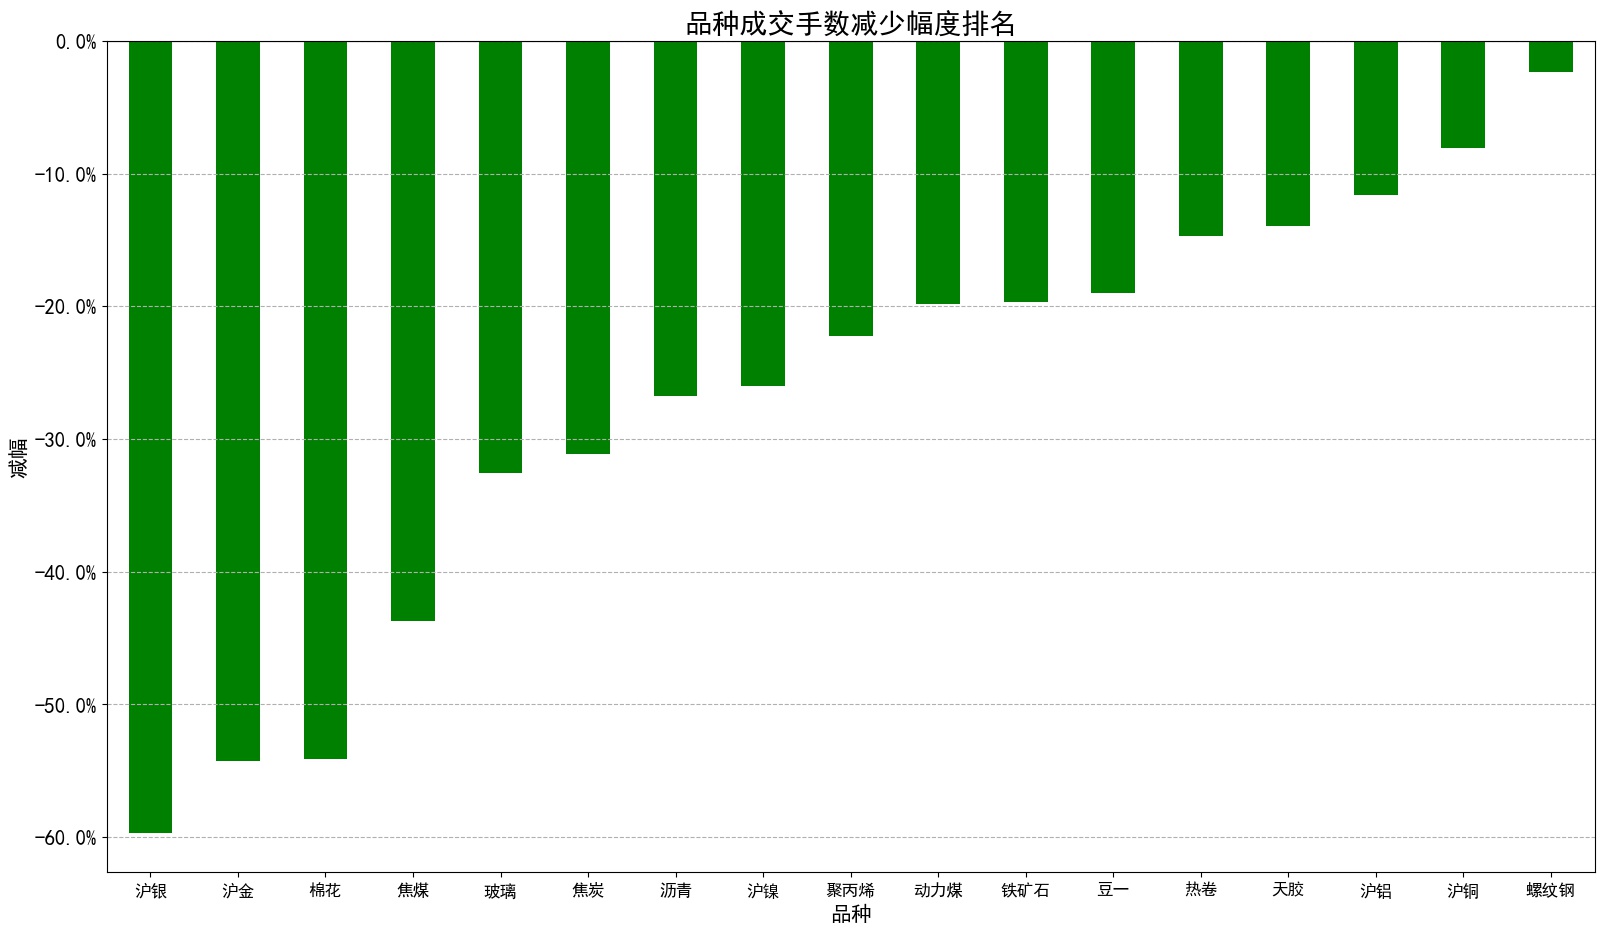 品种成交手数减少幅度排名
0.0%
-10.0%
-20.0%
-30.0%
-40.0%
-50.0%
-60.0%
减幅
沪银 沪金 棉花 焦煤 玻璃 焦炭 沥青 沪镍 聚丙烯 动力煤 铁矿石 豆一 热卷 天胶 沪铝 沪铜 螺纹钢
品种